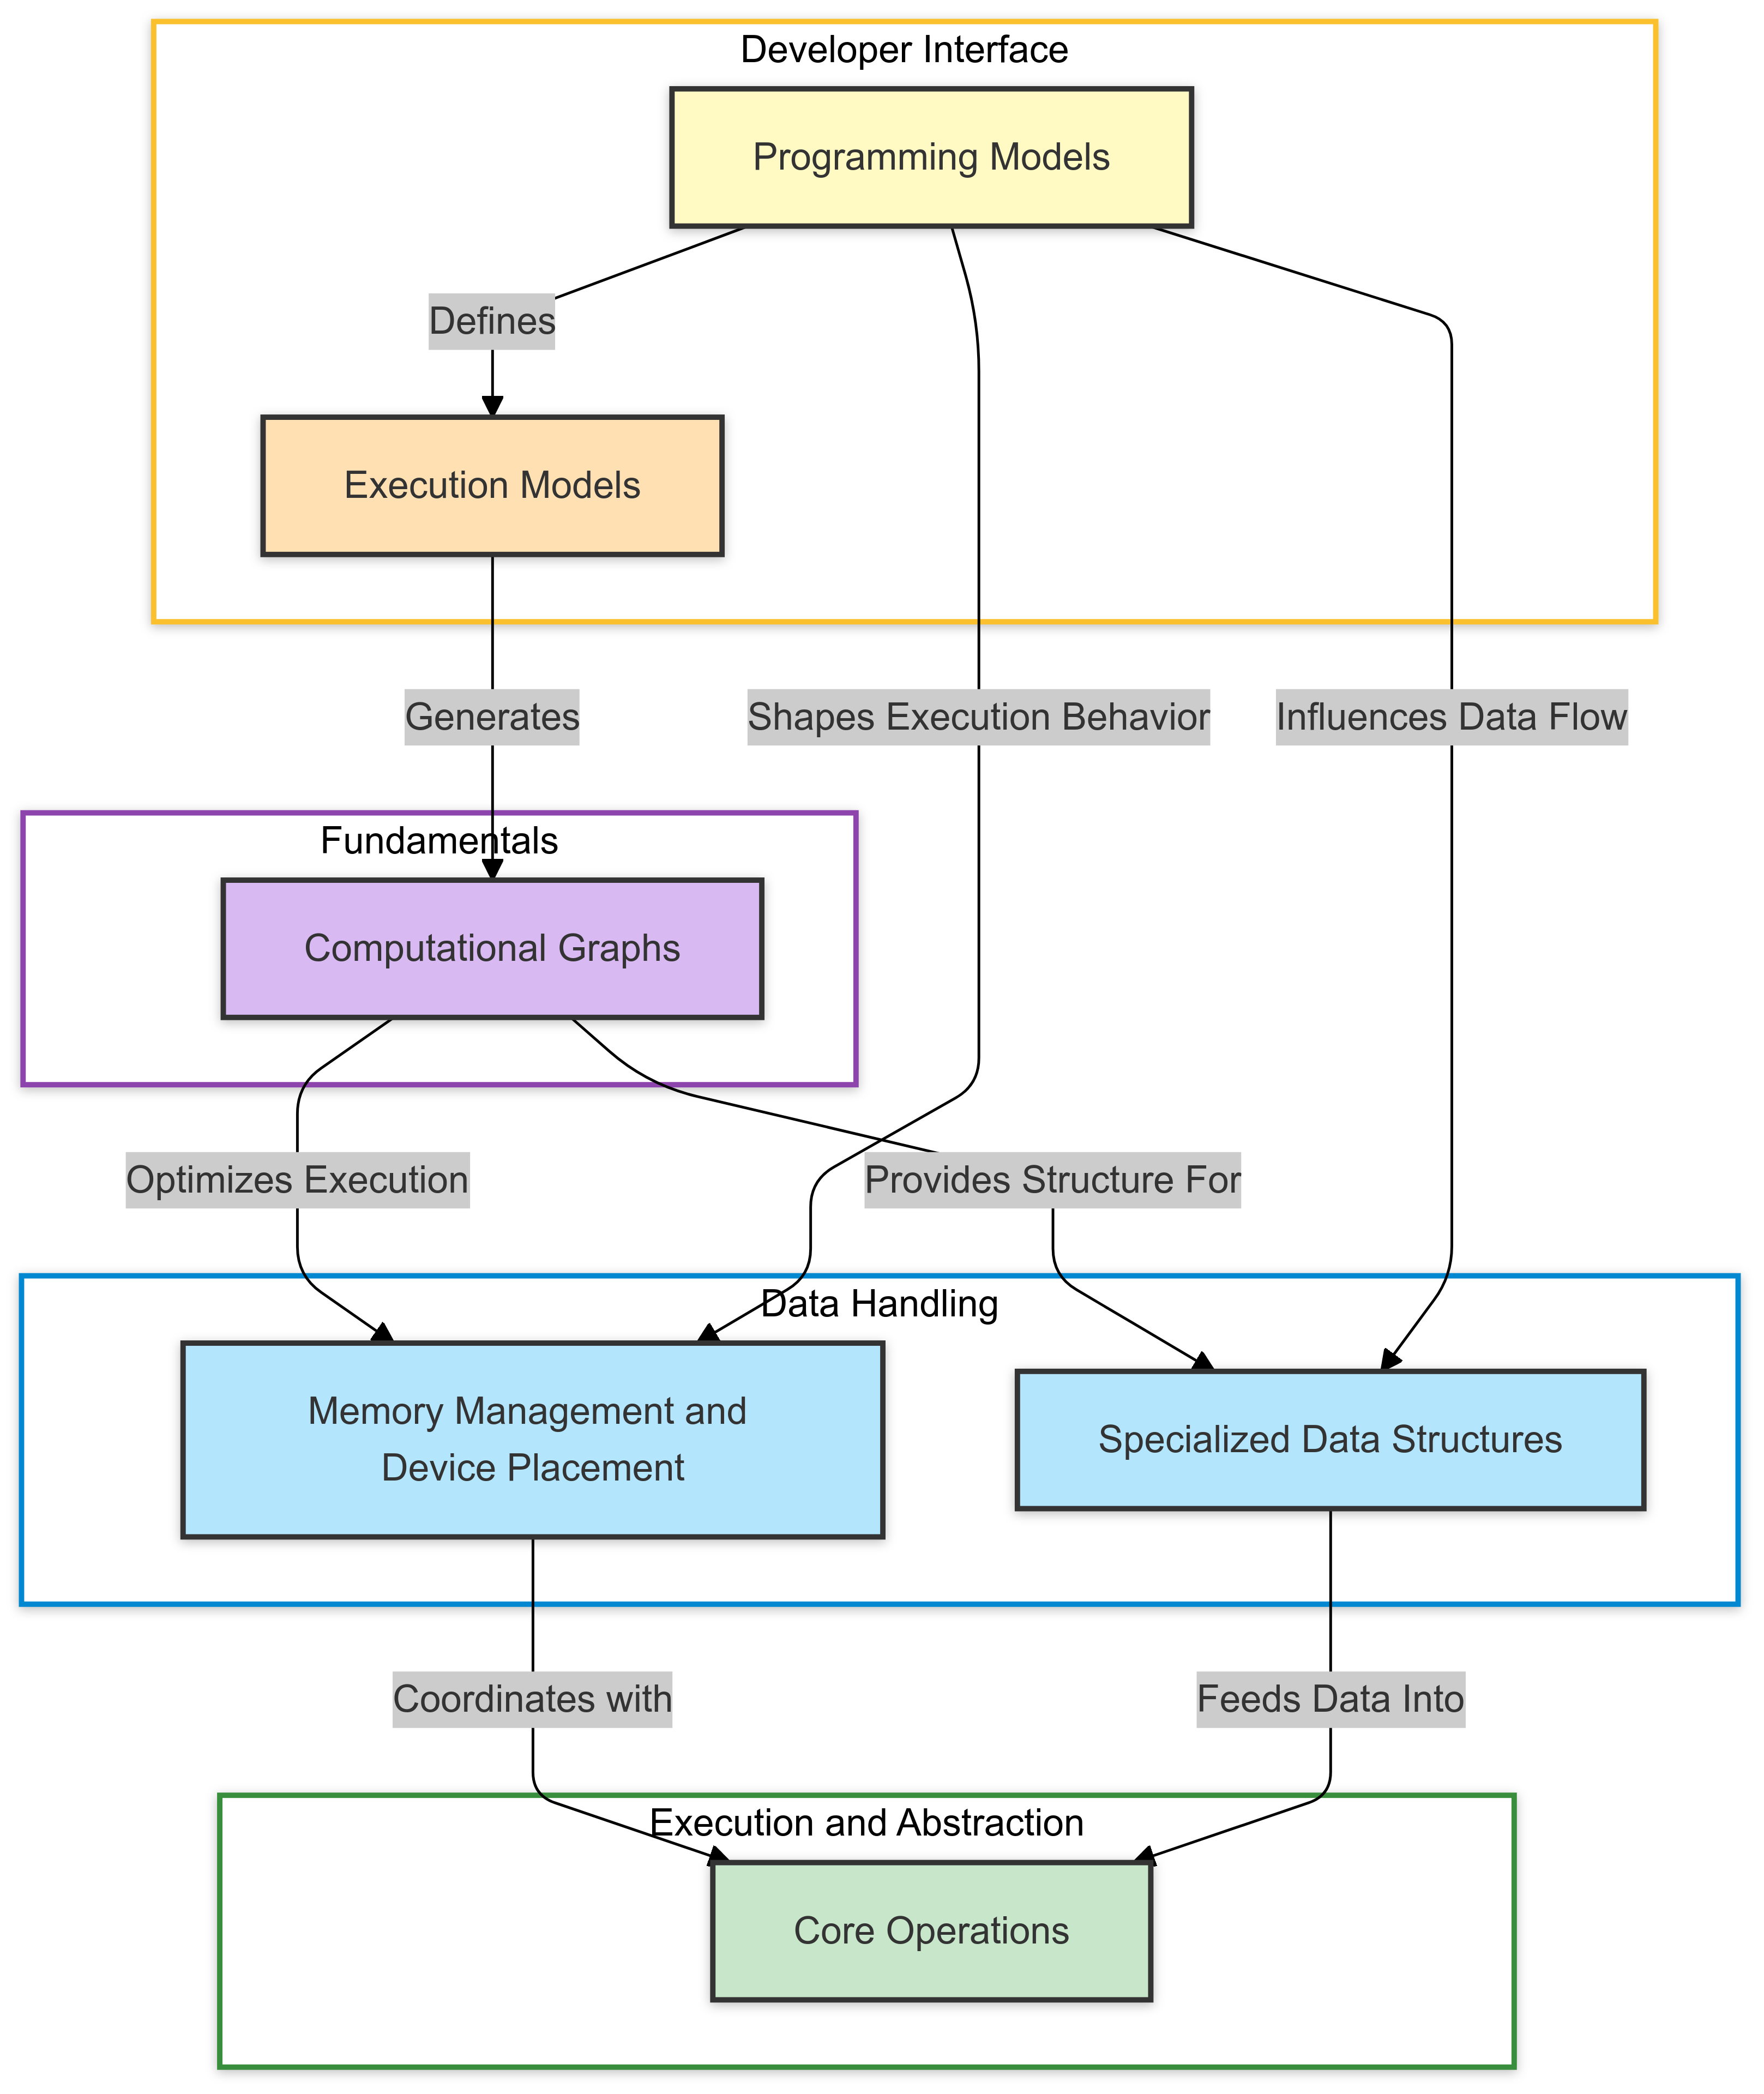 Developer Interface
Programming Models
Defines
Execution Models
Generates
Shapes Execution Behavior
Influences Data Flow
Fundamentals
Computational Graphs
Optimizes Execution
Provides Structure For
Data Handling
Memory Management and
Device Placement
Specialized Data Structures
Coordinates with
Feeds Data Into
Execution and Abstraction
Core Operations